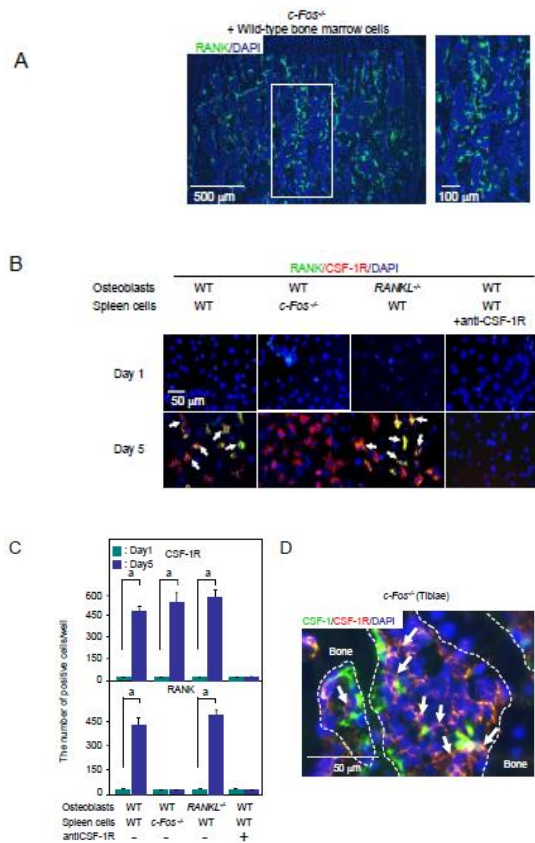 c-Fos-/-
+ Wild-type bone marrow cells
A
RANK/DAPI
500 μm
100 μm
B
RANK/CSF-1R/DAPI
Osteoblasts WT WT RANKL-/- WT
Spleen cells WT c-Fos-/- WT WT
+anti-CSF-1R
Day 1
50 μm
Day 5
C
: Day1
: Day5
CSF-1R
a a a
600
450
300
150
0
RANK
a a
450
300
150
0
The number of positive cells/well
Osteoblasts WT WT RANKL-/- WT
Spleen cells WT c-Fos-/- WT WT
antiCSF-1R – – – +
D
c-Fos-/- (Tibiae)
CSF-1/CSF-1R/DAPI
Bone
50 μm
Bone